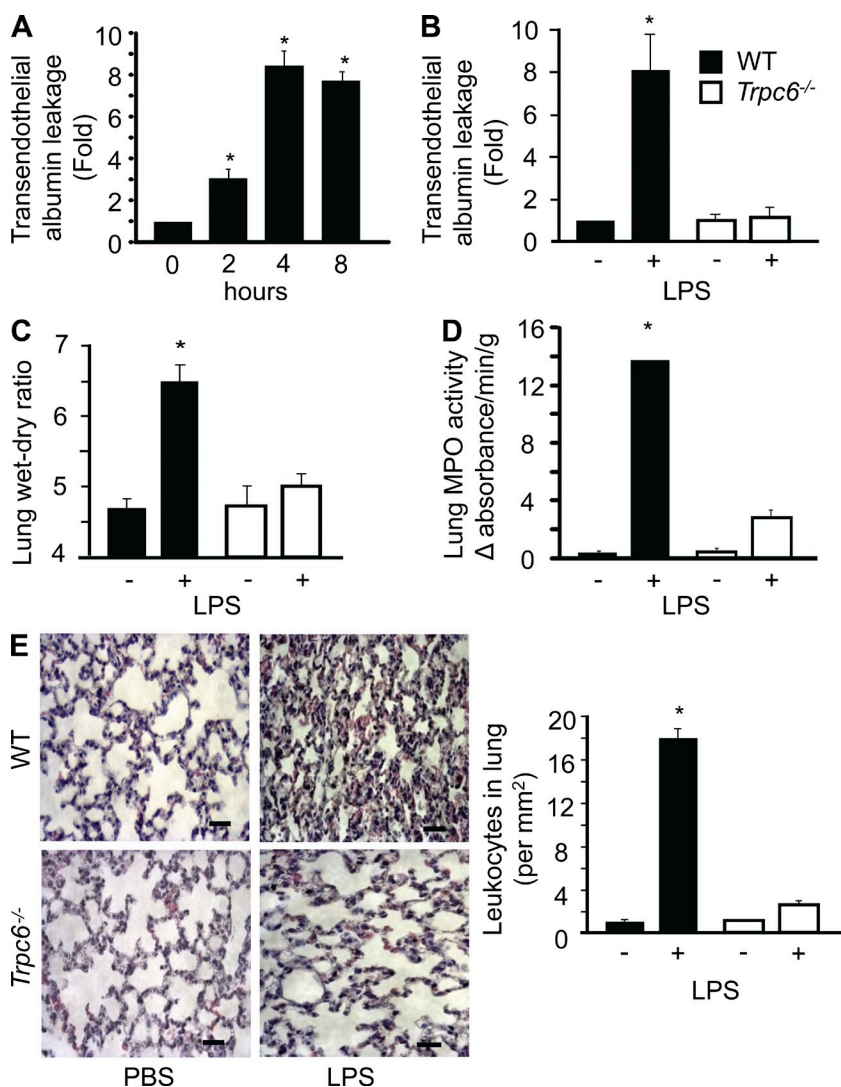 A
Transendothelial
albumin leakage
(Fold)
10
8
6
4
2
0
0 2 4 8
hours
* * *
B
Transendothelial
albumin leakage
(Fold)
10
8
6
4
2
0
*
WT
Trpc6-/-
- + - +
LPS
C
Lung wet-dry ratio
7
6
5
4
*
- + - +
LPS
D
Lung MPO activity
Δ absorbance/min/g
16
12
8
4
0
*
- + - +
LPS
E
WT
Trpc6-/-
PBS LPS
Leukocytes in lung
(per mm²)
20
16
12
8
4
0
*
- + - +
LPS